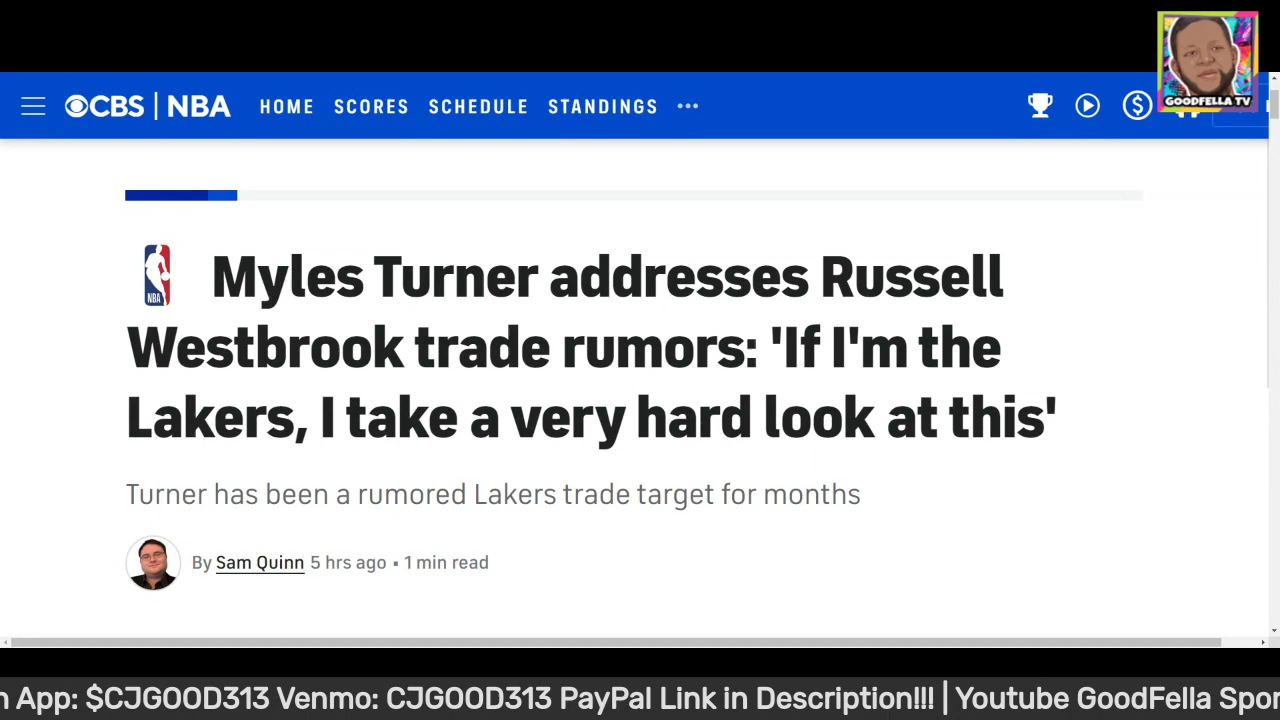 GOODFELLA TV
CBS | NBA HOME SCORES SCHEDULE STANDINGS
NBA
Myles Turner addresses Russell
Westbrook trade rumors: 'If I'm the
Lakers, I take a very hard look at this'
Turner has been a rumored Lakers trade target for months
By Sam Quinn 5 hrs ago • 1 min read
App: $CJGOOD313 Venmo: CJGOOD313 PayPal Link in Description!!! | Youtube GoodFella